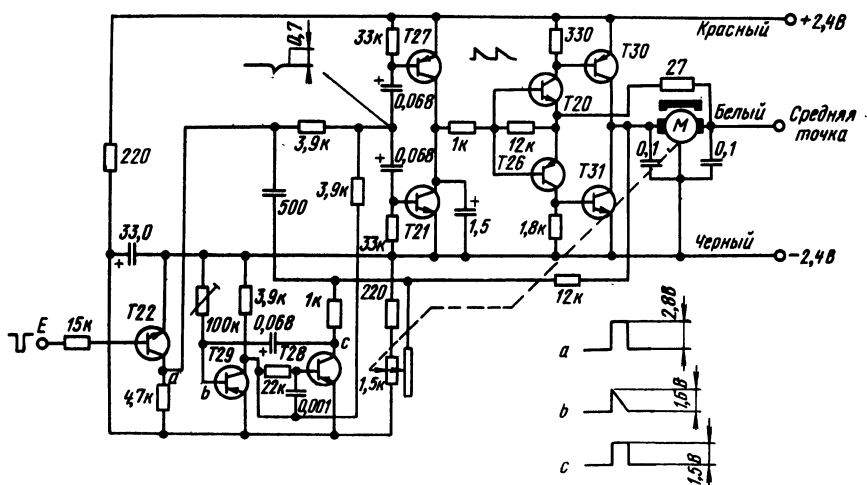 0,7
33к
T27
330
T30
Красный
+2,4В
0,068
T20
27
3,9к
1к
12к
М
Белый
Средняя
точка
220
0,068
T26
0,1
0,1
3,9к
500
T21
T31
33,0
33к
1,5
1,8к
Черный
-2,4В
T22
3,9к
1к
220
12к
E
15к
100к
0,068
c
2,8В
T29
T28
a
b
22к
1,5к
a
4,7к
0,001
b
1,6В
c
1,5В